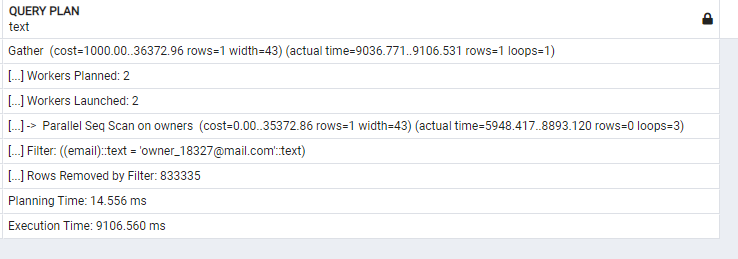 QUERY PLAN
text
Gather (cost=1000.00..36372.96 rows=1 width=43) (actual time=9036.771..9106.531 rows=1 loops=1)
[...] Workers Planned: 2
[...] Workers Launched: 2
[...] -> Parallel Seq Scan on owners (cost=0.00..35372.86 rows=1 width=43) (actual time=5948.417..8893.120 rows=0 loops=3)
[...] Filter: ((email)::text = 'owner_18327@mail.com'::text)
[...] Rows Removed by Filter: 833335
Planning Time: 14.556 ms
Execution Time: 9106.560 ms